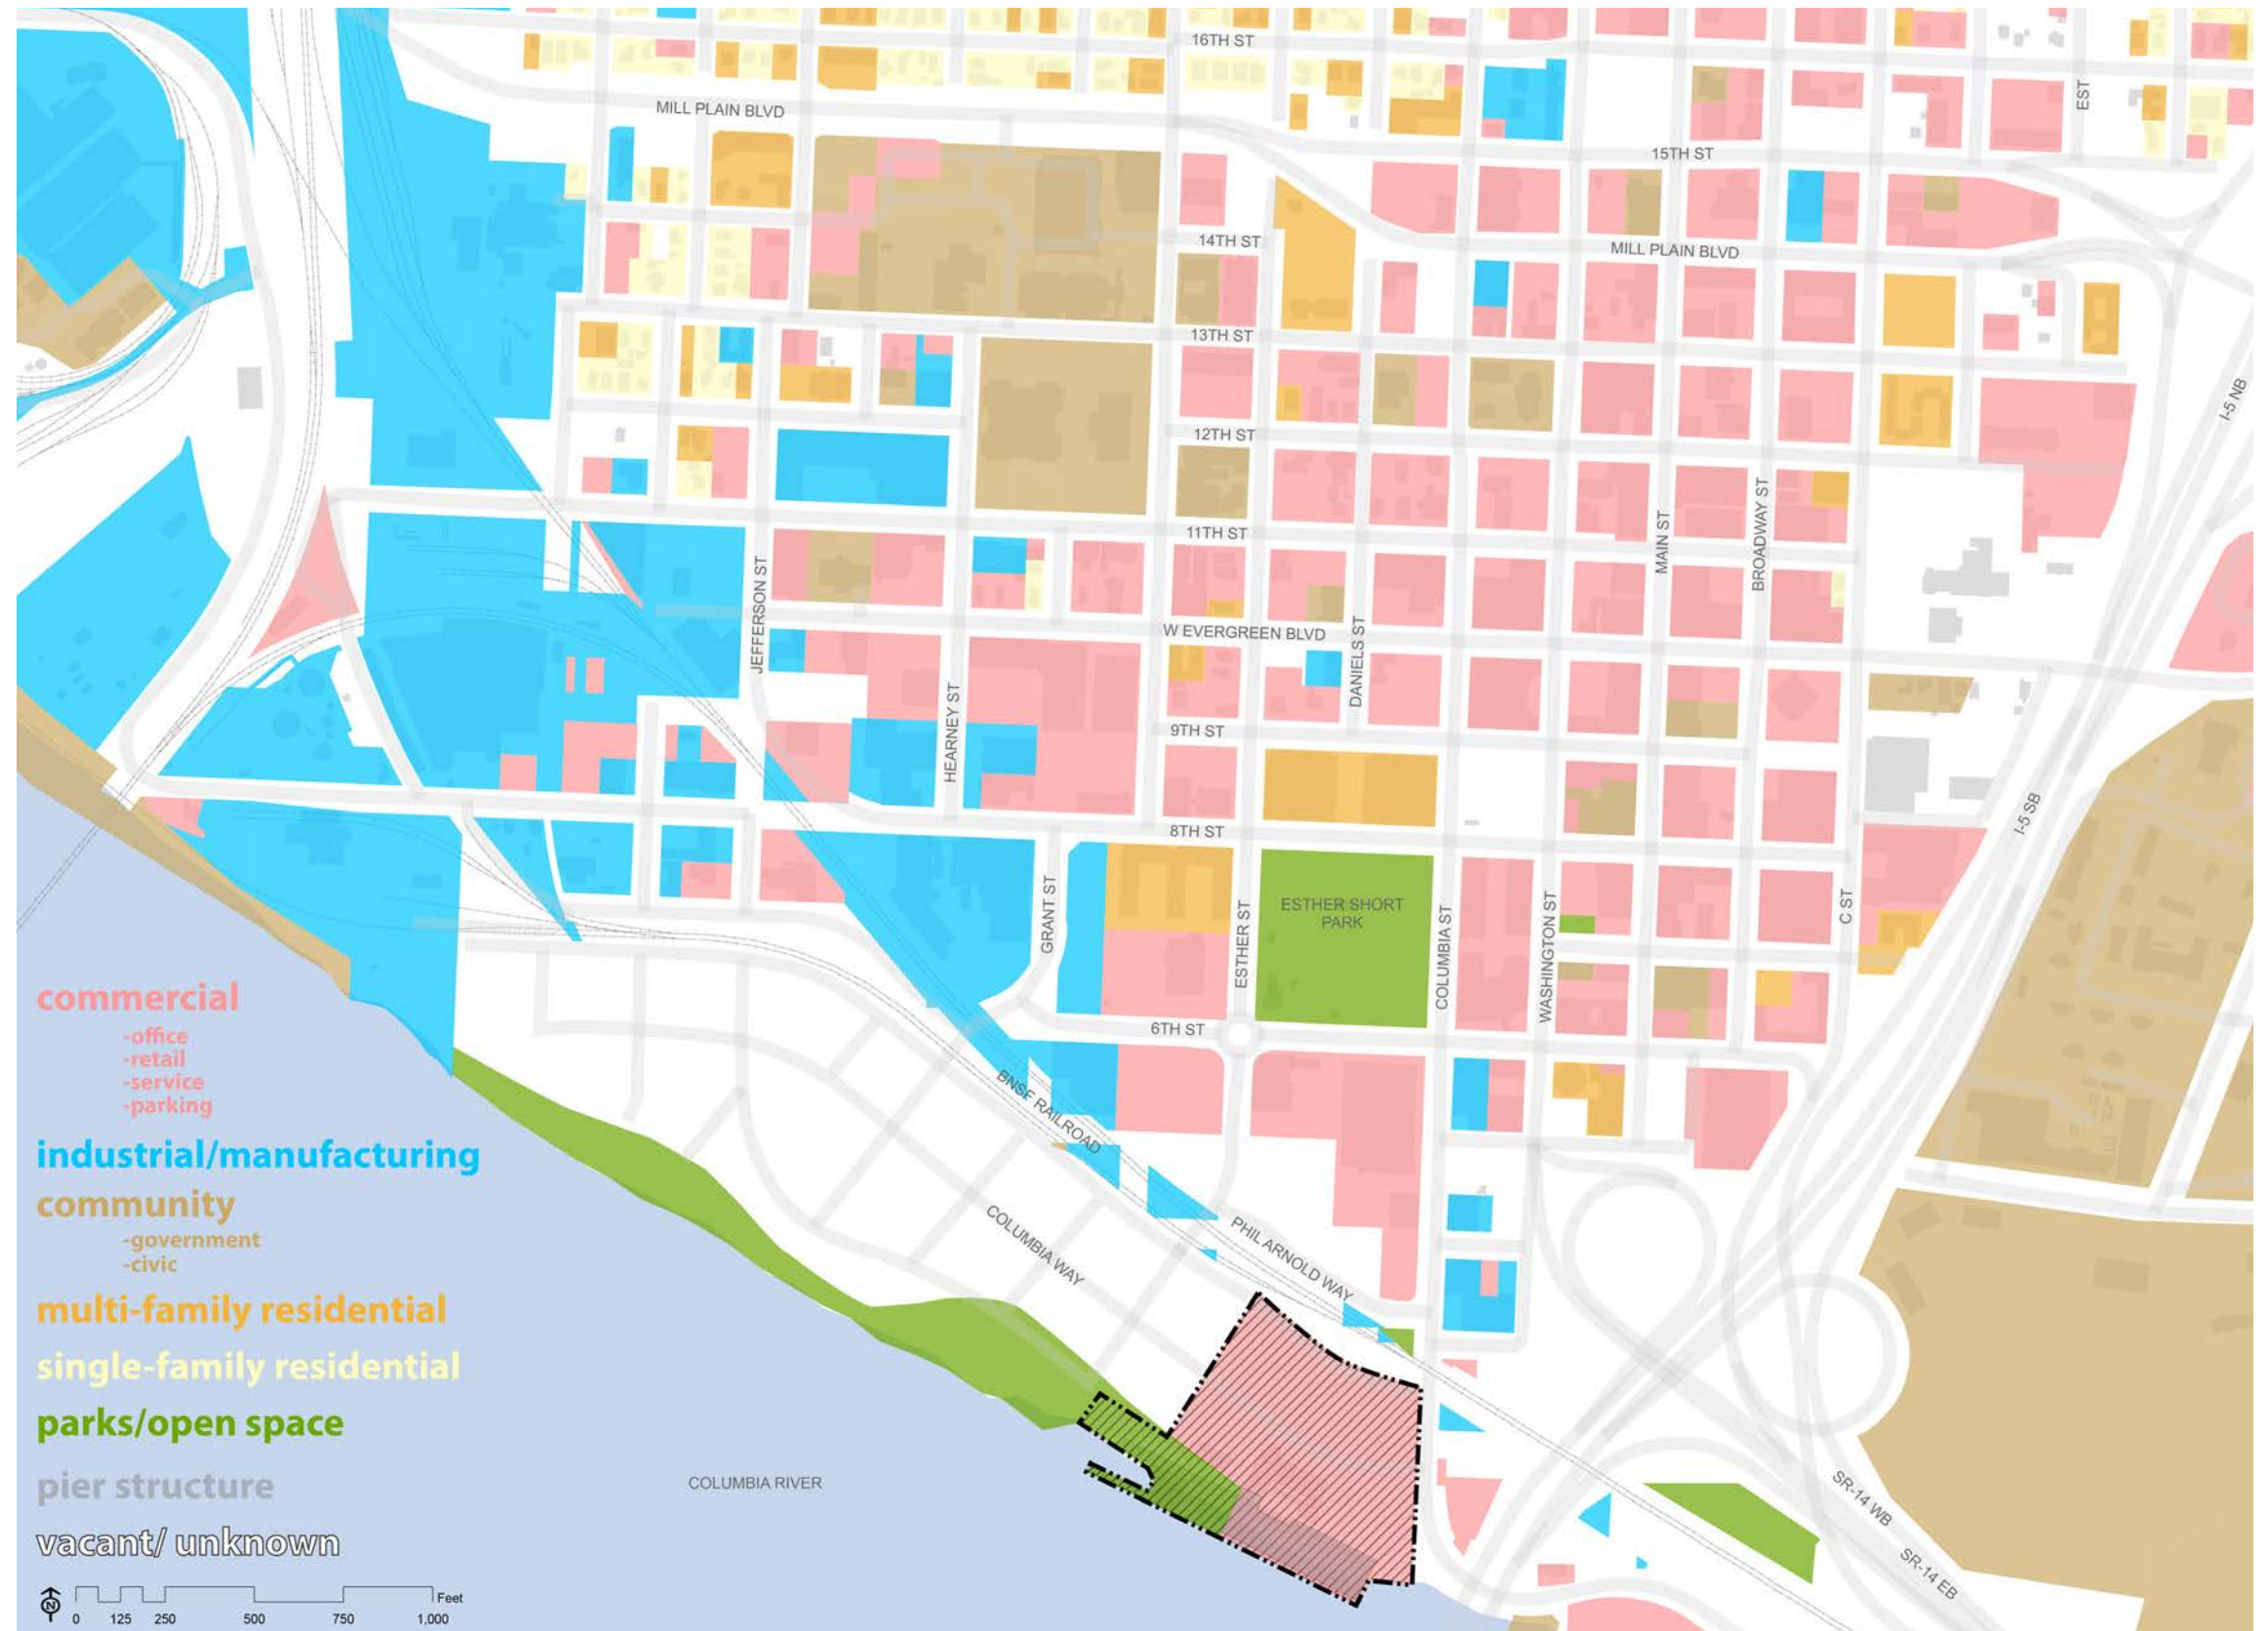 16TH ST
EST
MILL PLAIN BLVD
15TH ST
14TH ST
MILL PLAIN BLVD
13TH ST
I-5 NB
12TH ST
11TH ST
MAIN ST
BROADWAY ST
JEFFERSON ST
W EVERGREEN BLVD
DANIELS ST
HEARNEY ST
9TH ST
I-5 SB
8TH ST
GRANT ST
ESTHER ST
ESTHER SHORT
PARK
COLUMBIA ST
WASHINGTON ST
C ST
6TH ST
BNSF RAILROAD
COLUMBIA WAY
PHIL ARNOLD WAY
COLUMBIA RIVER
SR-14 WB
SR-14 EB
commercial
-office
-retail
-service
-parking
industrial/manufacturing
community
-government
-civic
multi-family residential
single-family residential
parks/open space
pier structure
vacant/ unknown
N
Feet
0 125 250 500 750 1,000